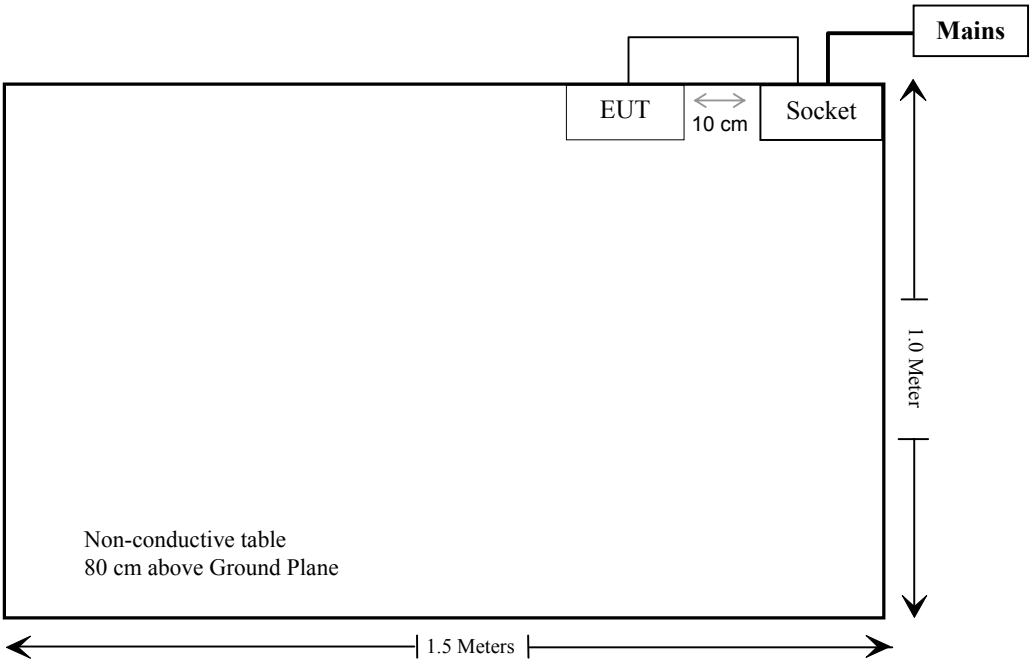 Mains
EUT
10 cm
Socket
1.0 Meter
Non-conductive table
80 cm above Ground Plane
1.5 Meters